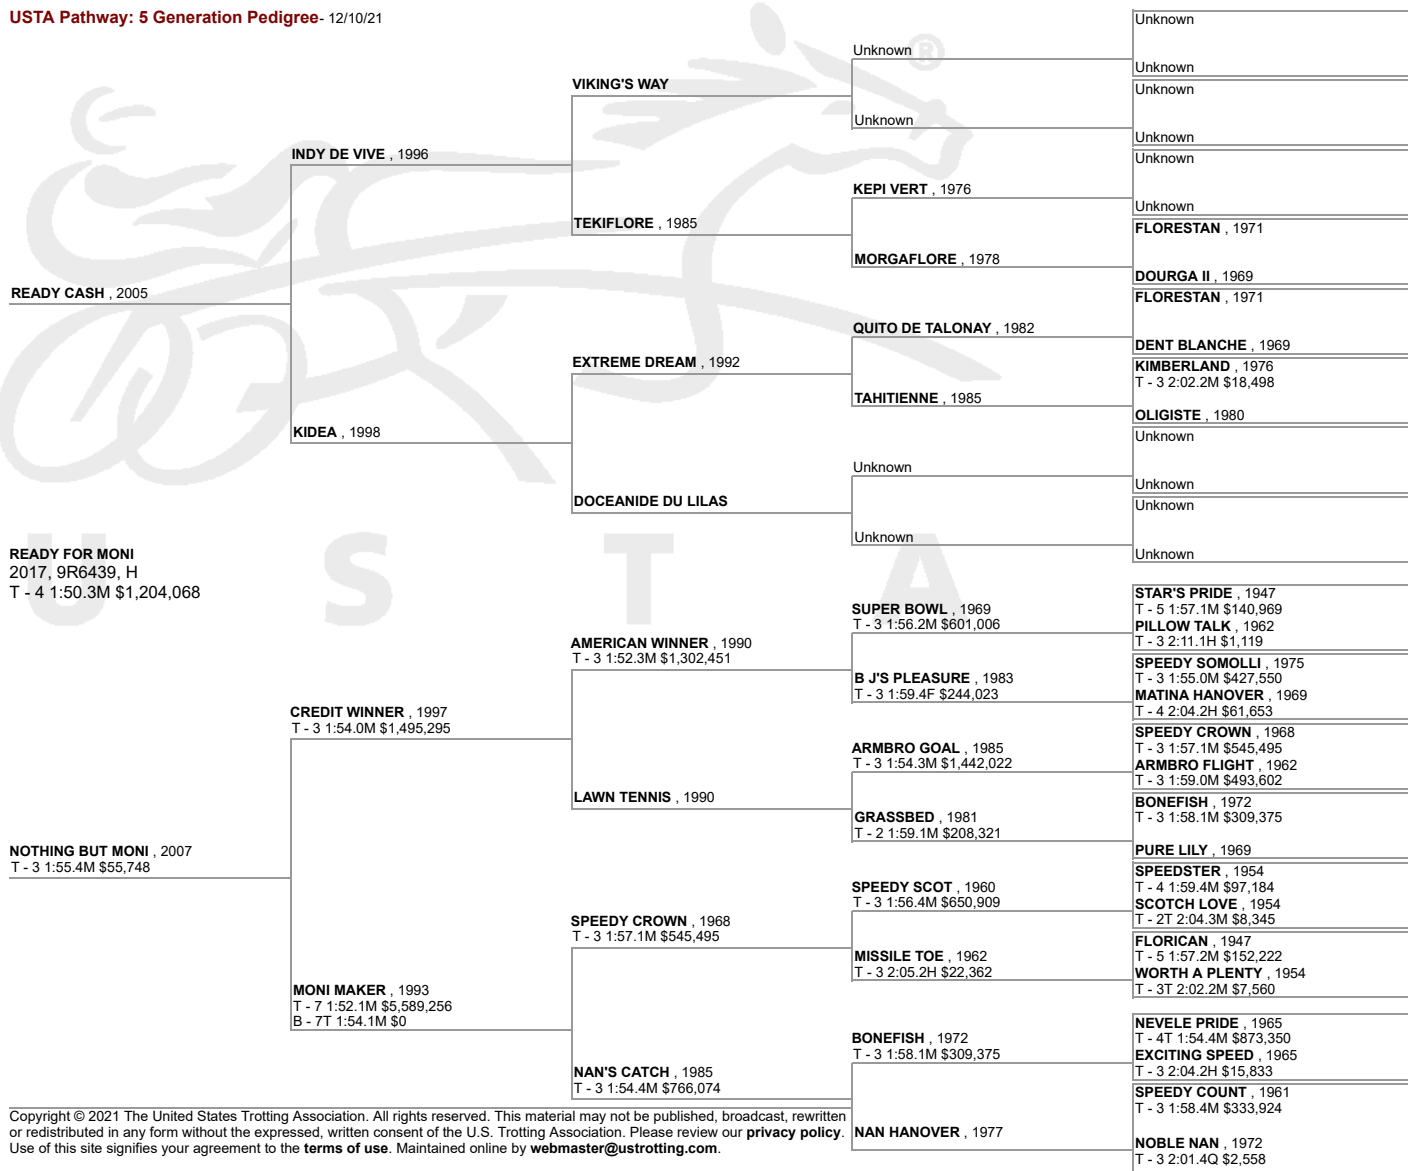 USTA Pathway: 5 Generation Pedigree- 12/10/21
®
U S T A
READY FOR MONI
2017, 9R6439, H
T - 4 1:50.3M $1,204,068
READY CASH , 2005
NOTHING BUT MONI , 2007
T - 3 1:55.4M $55,748
INDY DE VIVE , 1996
KIDEA , 1998
CREDIT WINNER , 1997
T - 3 1:54.0M $1,495,295
MONI MAKER , 1993
T - 7 1:52.1M $5,589,256
B - 7T 1:54.1M $0
VIKING'S WAY
TEKIFLORE , 1985
EXTREME DREAM , 1992
DOCEANIDE DU LILAS
AMERICAN WINNER , 1990
T - 3 1:52.3M $1,302,451
LAWN TENNIS , 1990
SPEEDY CROWN , 1968
T - 3 1:57.1M $545,495
NAN'S CATCH , 1985
T - 3 1:54.4M $766,074
Unknown
Unknown
KEPI VERT , 1976
MORGAFLORE , 1978
QUITO DE TALONAY , 1982
TAHITIENNE , 1985
Unknown
Unknown
SUPER BOWL , 1969
T - 3 1:56.2M $601,006
B J'S PLEASURE , 1983
T - 3 1:59.4F $244,023
ARMBRO GOAL , 1985
T - 3 1:54.3M $1,442,022
GRASSBED , 1981
T - 2 1:59.1M $208,321
SPEEDY SCOT , 1960
T - 3 1:56.4M $650,909
MISSILE TOE , 1962
T - 3 2:05.2H $22,362
BONEFISH , 1972
T - 3 1:58.1M $309,375
NAN HANOVER , 1977
Unknown
Unknown
Unknown
Unknown
Unknown
Unknown
FLORESTAN , 1971
DOURGA II , 1969
FLORESTAN , 1971
DENT BLANCHE , 1969
KIMBERLAND , 1976
T - 3 2:02.2M $18,498
OLIGISTE , 1980
Unknown
Unknown
Unknown
Unknown
STAR'S PRIDE , 1947
T - 5 1:57.1M $140,969
PILLOW TALK , 1962
T - 3 2:11.1H $1,119
SPEEDY SOMOLLI , 1975
T - 3 1:55.0M $427,550
MATINA HANOVER , 1969
T - 4 2:04.2H $61,653
SPEEDY CROWN , 1968
T - 3 1:57.1M $545,495
ARMBRO FLIGHT , 1962
T - 3 1:59.0M $493,602
BONEFISH , 1972
T - 3 1:58.1M $309,375
PURE LILY , 1969
SPEEDSTER , 1954
T - 4 1:59.4M $97,184
SCOTCH LOVE , 1954
T - 2T 2:04.3M $8,345
FLORICAN , 1947
T - 5 1:57.2M $152,222
WORTH A PLENTY , 1954
T - 3T 2:02.2M $7,560
NEVELE PRIDE , 1965
T - 4T 1:54.4M $873,350
EXCITING SPEED , 1965
T - 3 2:04.2H $15,833
SPEEDY COUNT , 1961
T - 3 1:58.4M $333,924
NOBLE NAN , 1972
T - 3 2:01.4Q $2,558
Copyright © 2021 The United States Trotting Association. All rights reserved. This material may not be published, broadcast, rewritten
or redistributed in any form without the expressed, written consent of the U.S. Trotting Association. Please review our privacy policy.
Use of this site signifies your agreement to the terms of use. Maintained online by webmaster@ustrotting.com.